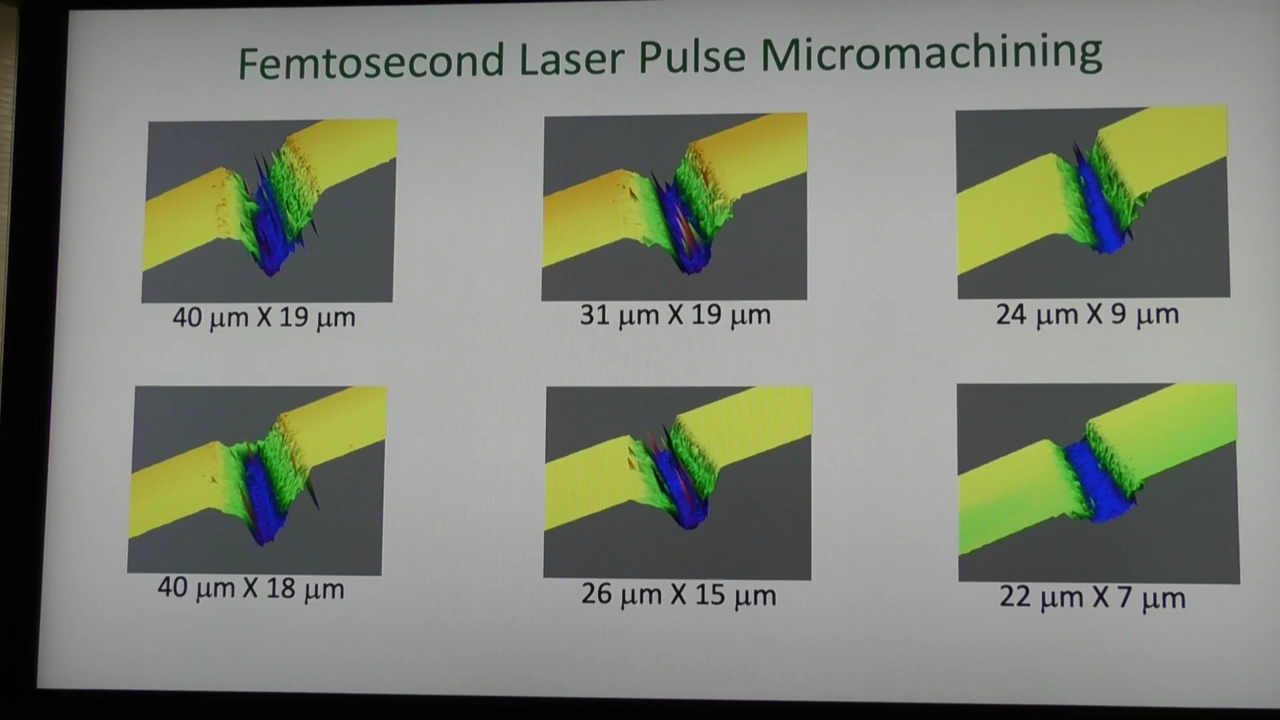 Femtosecond Laser Pulse Micromachining
40 μm X 19 μm
31 μm X 19 μm
24 μm X 9 μm
40 μm X 18 μm
26 μm X 15 μm
22 μm X 7 μm